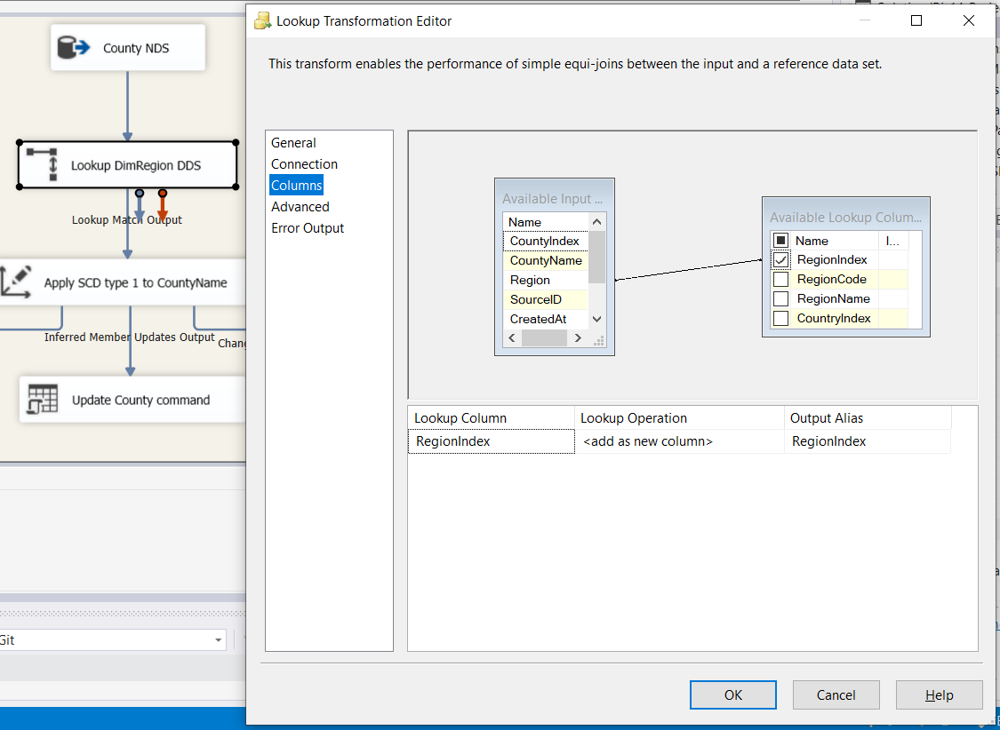 Lookup Transformation Editor
This transform enables the performance of simple equi-joins between the input and a reference data set.
County NDS
Lookup DimRegion DDS
Lookup Match Output
Apply SCD type 1 to CountyName
Inferred Member Updates Output
Chang
Update County command
Git
General
Connection
Columns
Advanced
Error Output
Available Input ...
Name
CountyIndex
CountyName
Region
SourceID
CreatedAt
Available Lookup Colum...
Name I...
RegionIndex
RegionCode
RegionName
CountryIndex
Lookup Column Lookup Operation Output Alias
RegionIndex <add as new column> RegionIndex
OK Cancel Help